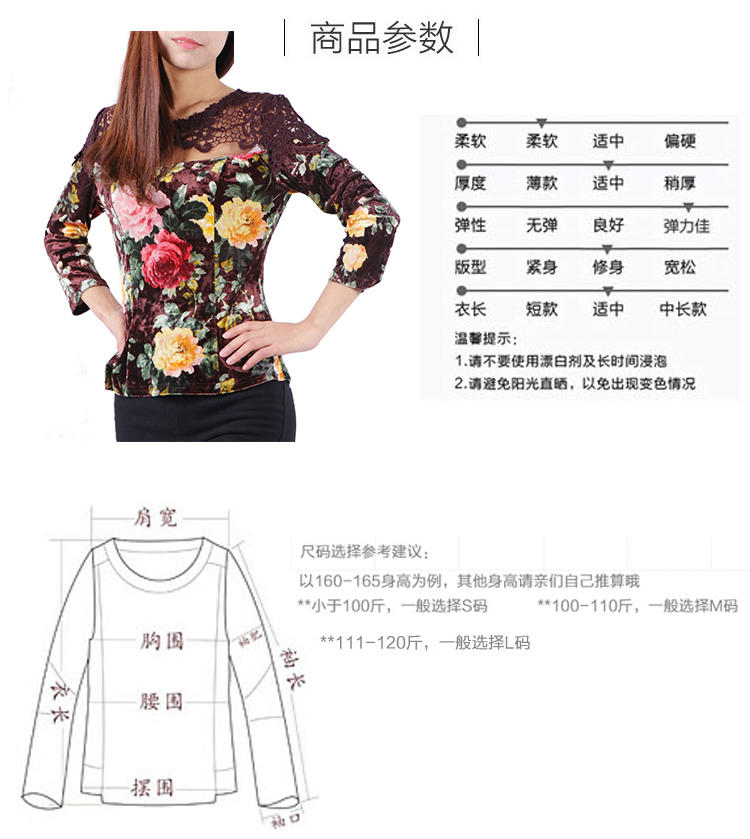 商品参数
柔软 柔软 适中 偏硬
厚度 薄款 适中 稍厚
弹性 无弹 良好 弹力佳
版型 紧身 修身 宽松
衣长 短款 适中 中长款
温馨提示：
1.请不要使用漂白剂及长时间浸泡
2.请避免阳光直晒，以免出现变色情况
肩宽
尺码选择参考建议：
以160-165身高为例，其他身高请亲们自己推算哦
**小于100斤，一般选择S码 **100-110斤，一般选择M码
**111-120斤，一般选择L码
胸围
袖长
衣长
腰围
摆围
袖口